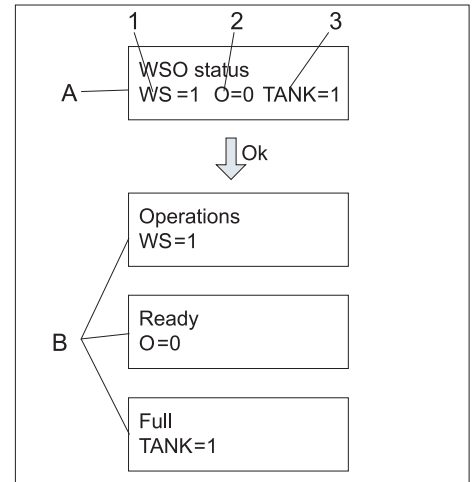 1 2 3
WSO status
A WS =1 O=0 TANK=1
Ok
Operations
WS=1
Ready
B O=0
Full
TANK=1